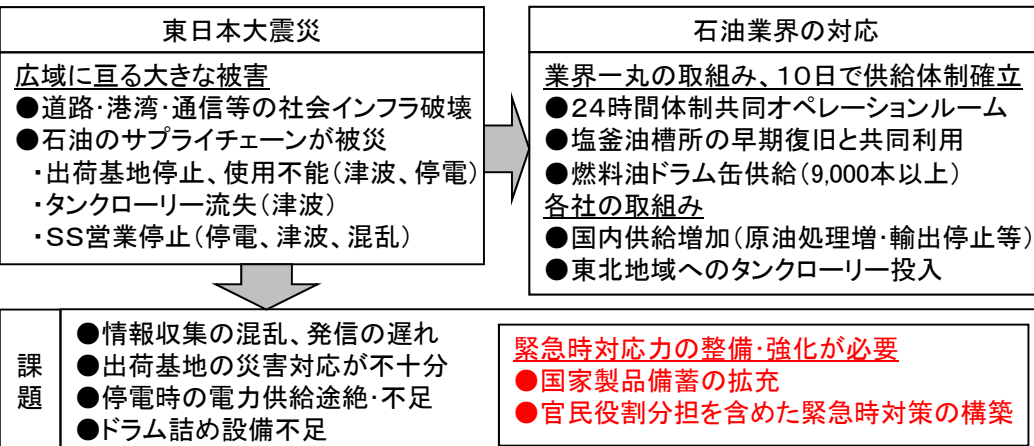 東日本大震災
広域に亘る大きな被害
●道路・港湾・通信等の社会インフラ破壊
●石油のサプライチェーンが被災
・出荷基地停止、使用不能（津波、停電）
・タンクローリー流失（津波）
・SS営業停止（停電、津波、混乱）
石油業界の対応
業界一丸の取組み、１０日で供給体制確立
●２４時間体制共同オペレーションルーム
●塩釜油槽所の早期復旧と共同利用
●燃料油ドラム缶供給（9,000本以上）
各社の取組み
●国内供給増加（原油処理増・輸出停止等）
●東北地域へのタンクローリー投入
課題
●情報収集の混乱、発信の遅れ
●出荷基地の災害対応が不十分
●停電時の電力供給途絶・不足
●ドラム詰め設備不足
緊急時対応力の整備・強化が必要
●国家製品備蓄の拡充
●官民役割分担を含めた緊急時対策の構築